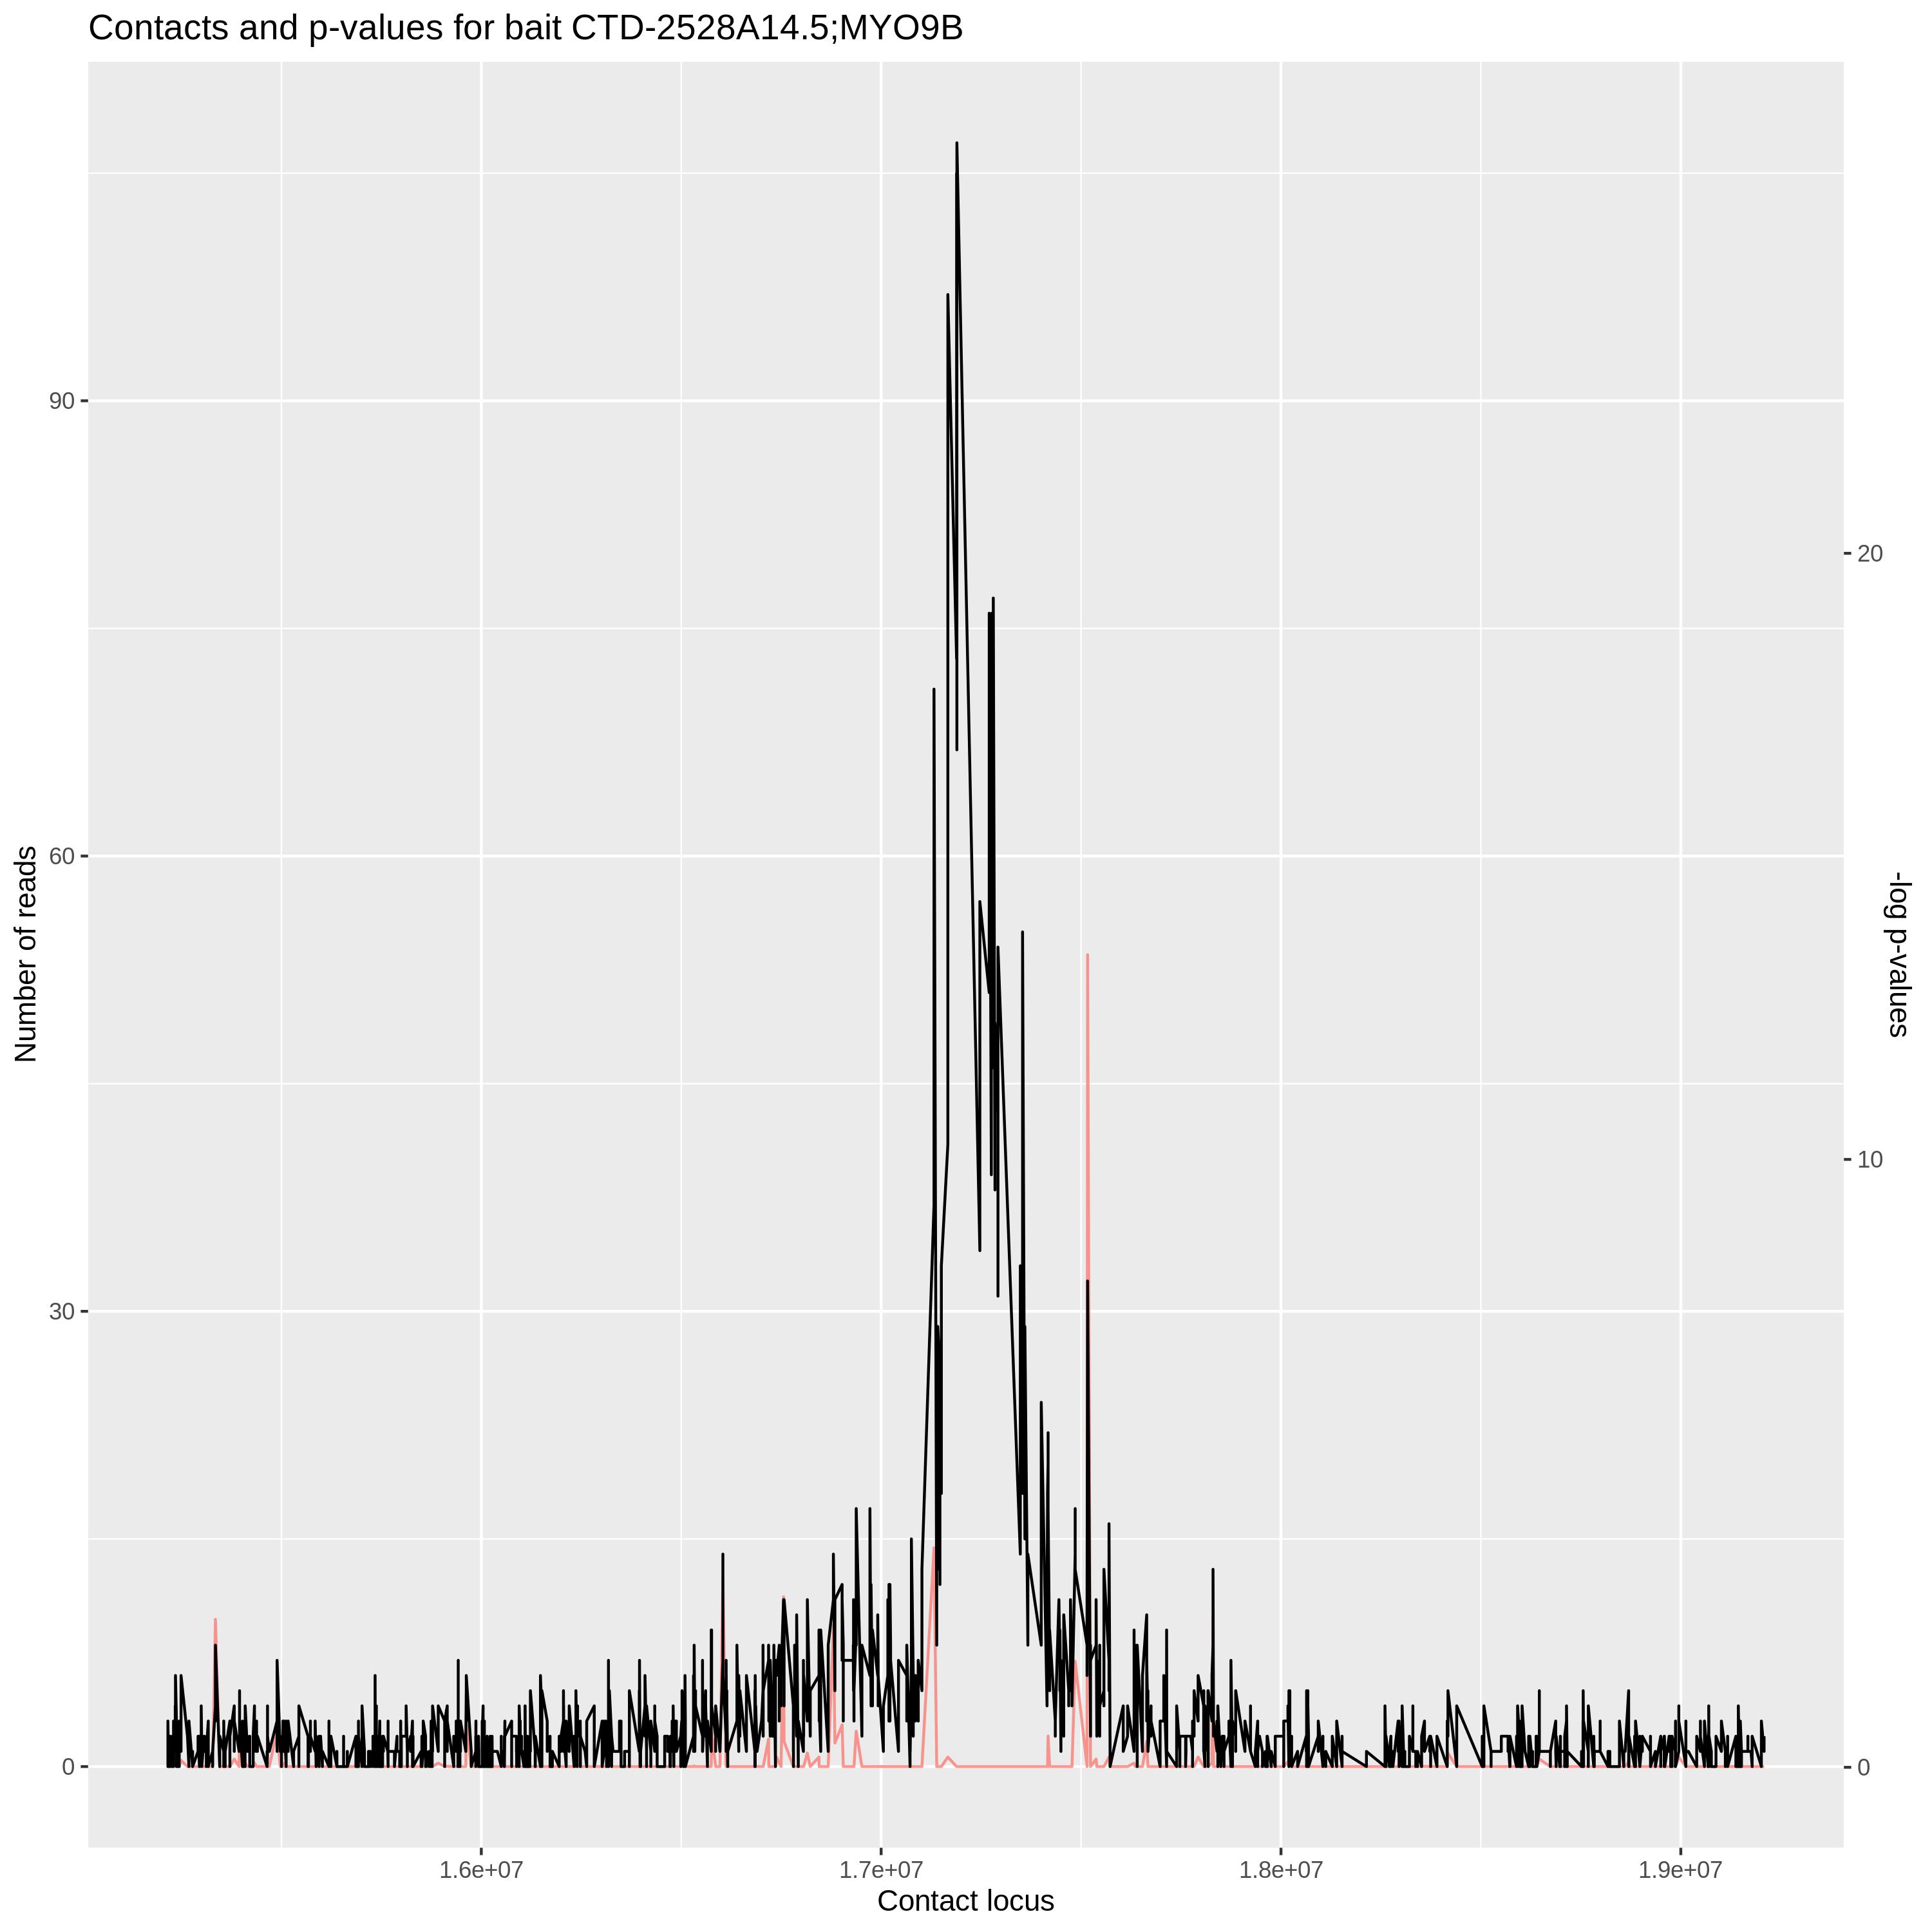 Contacts and p-values for bait CTD-2528A14.5;MYO9B
90
60
30
0
Number of reads
20
10
0
-log p-values
1.6e+07
1.7e+07
1.8e+07
1.9e+07
Contact locus